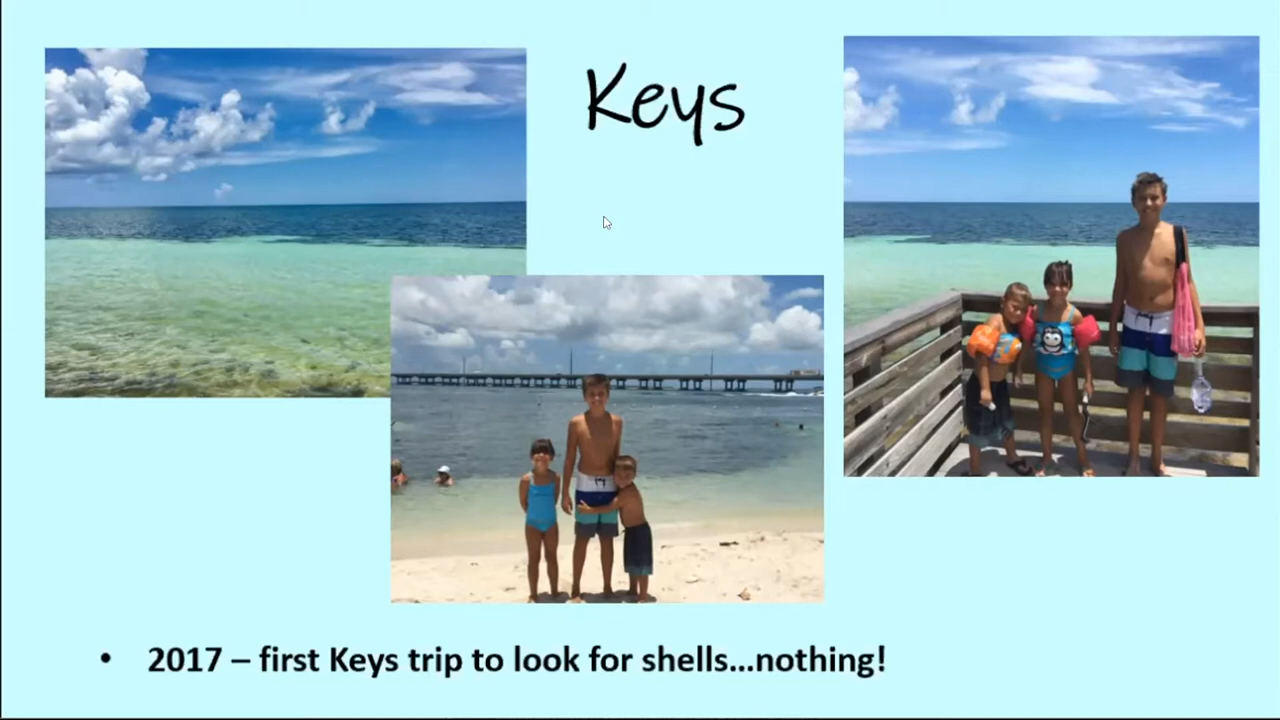 Keys
• 2017 – first Keys trip to look for shells...nothing!